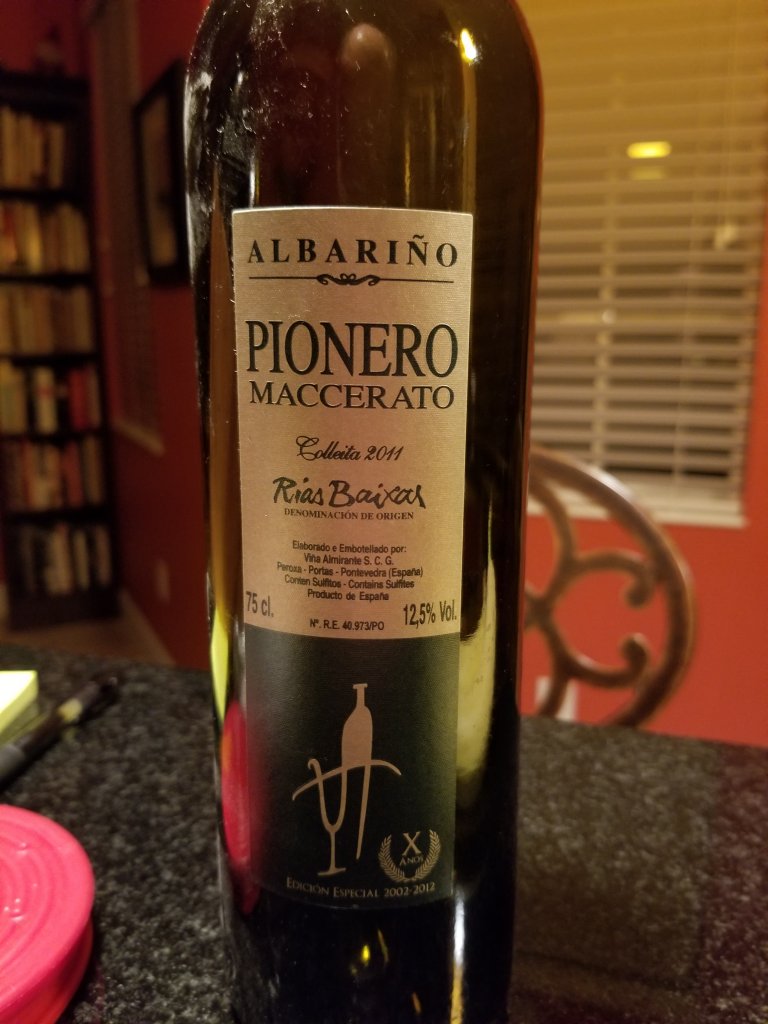 ALBARIÑO
PIONERO
MACCERATO
Colleita 2011
Rias Baixas
DENOMINACIÓN DE ORIGEN
Elaborado e Embotellado por:
Viña Almirante S. C. G.
Peroxa - Portas - Pontevedra (España)
Conten Sulfitos - Contains Sulfites
Producto de España
75 cl.
Nº. R.E. 40.973/PO
12,5% Vol.
X
AÑOS
EDICIÓN ESPECIAL 2002-2012